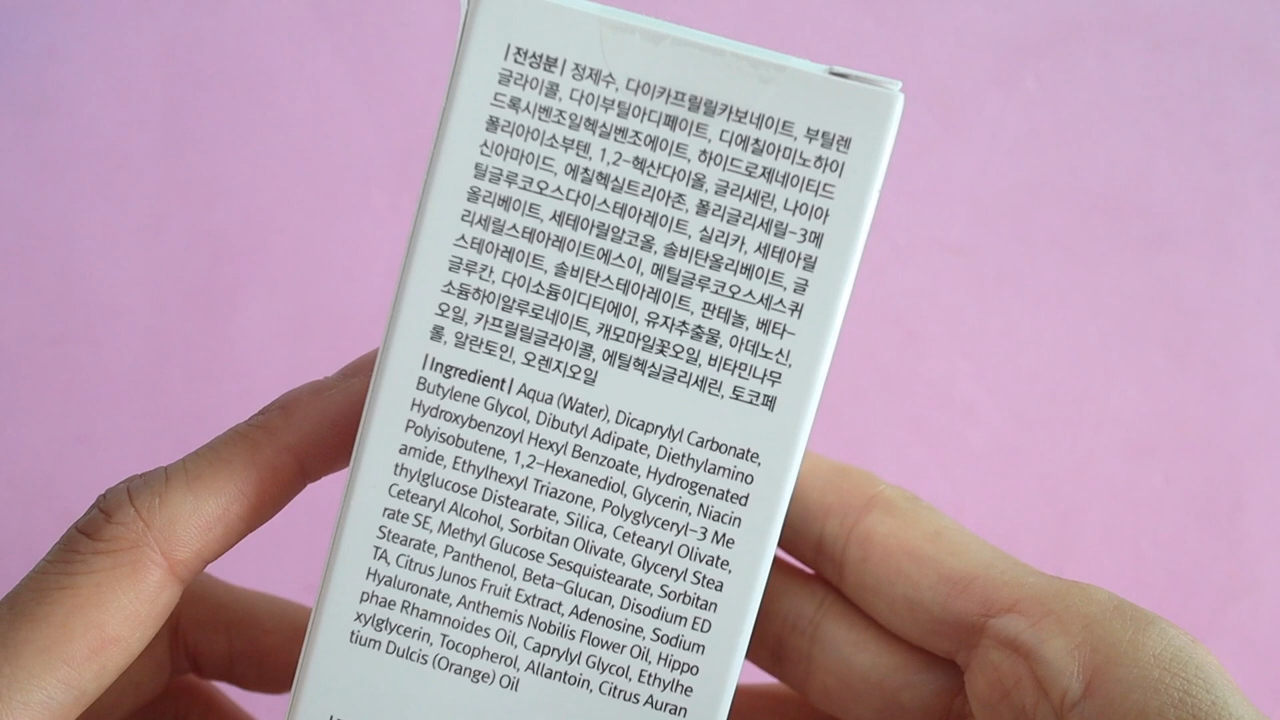 |전성분| 정제수, 다이카프릴릴카보네이트, 부틸렌
글라이콜, 다이부틸아디페이트, 디에칠아미노하이
드록시벤조일헥실벤조에이트, 하이드로제네이티드
폴리아이소부텐, 1,2-헥산다이올, 글리세린, 나이아
신아마이드, 에칠헥실트리아존, 폴리글리세릴-3메
틸글루코오스다이스테아레이트, 실리카, 세테아릴
올리베이트, 세테아릴알코올, 솔비탄올리베이트, 글
리세릴스테아레이트에스이, 메틸글루코오스세스퀴
스테아레이트, 솔비탄스테아레이트, 판테놀, 베타-
글루칸, 다이소듐이디티에이, 유자추출물, 아데노신,
소듐하이알루로네이트, 캐모마일꽃오일, 비타민나무
오일, 카프릴릴글라이콜, 에틸헥실글리세린, 토코페
롤, 알란토인, 오렌지오일
|Ingredient| Aqua (Water), Dicaprylyl Carbonate,
Butylene Glycol, Dibutyl Adipate, Diethylamino
Hydroxybenzoyl Hexyl Benzoate, Hydrogenated
Polyisobutene, 1,2-Hexanediol, Glycerin, Niacin
amide, Ethylhexyl Triazone, Polyglyceryl-3 Me
thylglucose Distearate, Silica, Cetearyl Olivate,
Cetearyl Alcohol, Sorbitan Olivate, Glyceryl Stea
rate SE, Methyl Glucose Sesquistearate, Sorbitan
Stearate, Panthenol, Beta-Glucan, Disodium ED
TA, Citrus Junos Fruit Extract, Adenosine, Sodium
Hyaluronate, Anthemis Nobilis Flower Oil, Hippo
phae Rhamnoides Oil, Caprylyl Glycol, Ethylhe
xylglycerin, Tocopherol, Allantoin, Citrus Auran
tium Dulcis (Orange) Oil